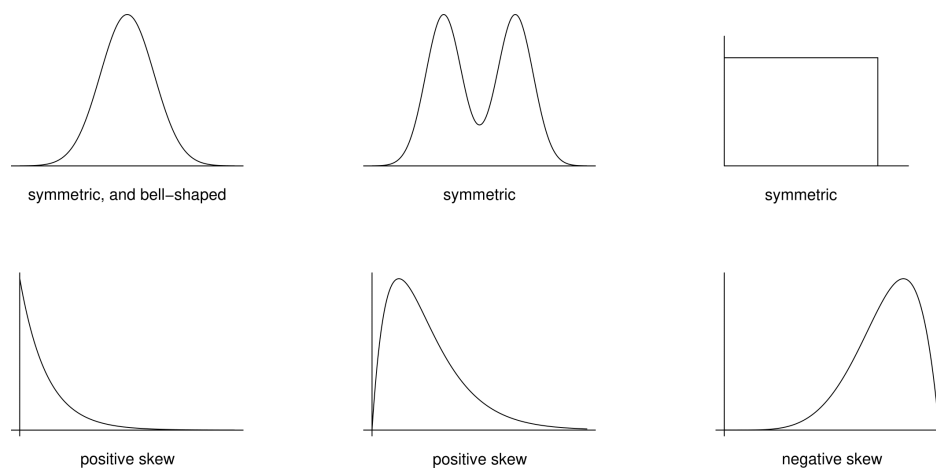 symmetric, and bell−shaped
symmetric
symmetric
positive skew
positive skew
negative skew